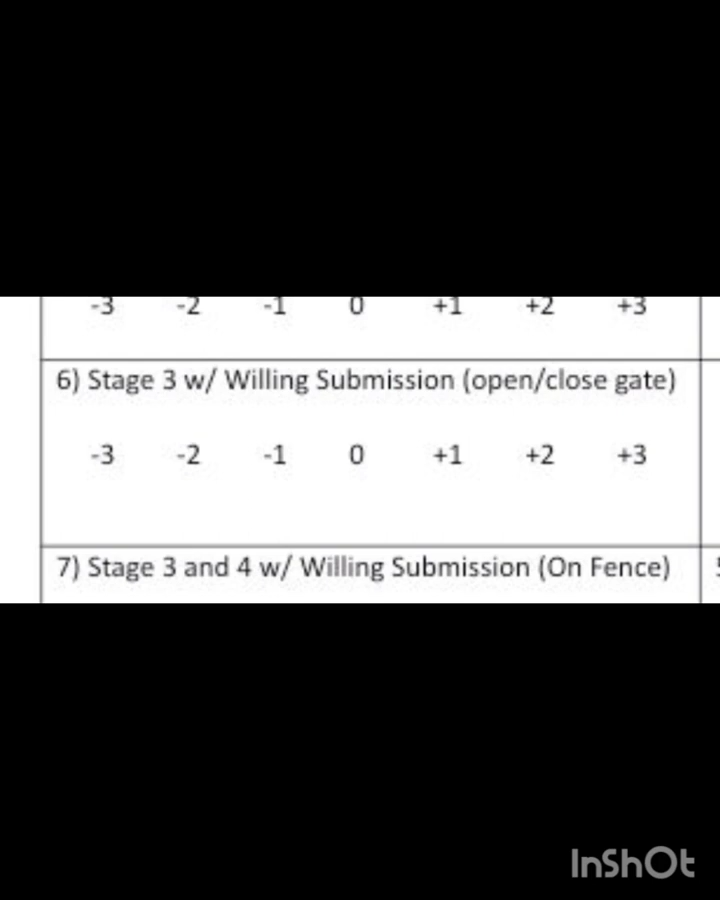 -3 -2 -1 0 +1 +2 +3
6) Stage 3 w/ Willing Submission (open/close gate)
-3 -2 -1 0 +1 +2 +3
7) Stage 3 and 4 w/ Willing Submission (On Fence)
InShOt